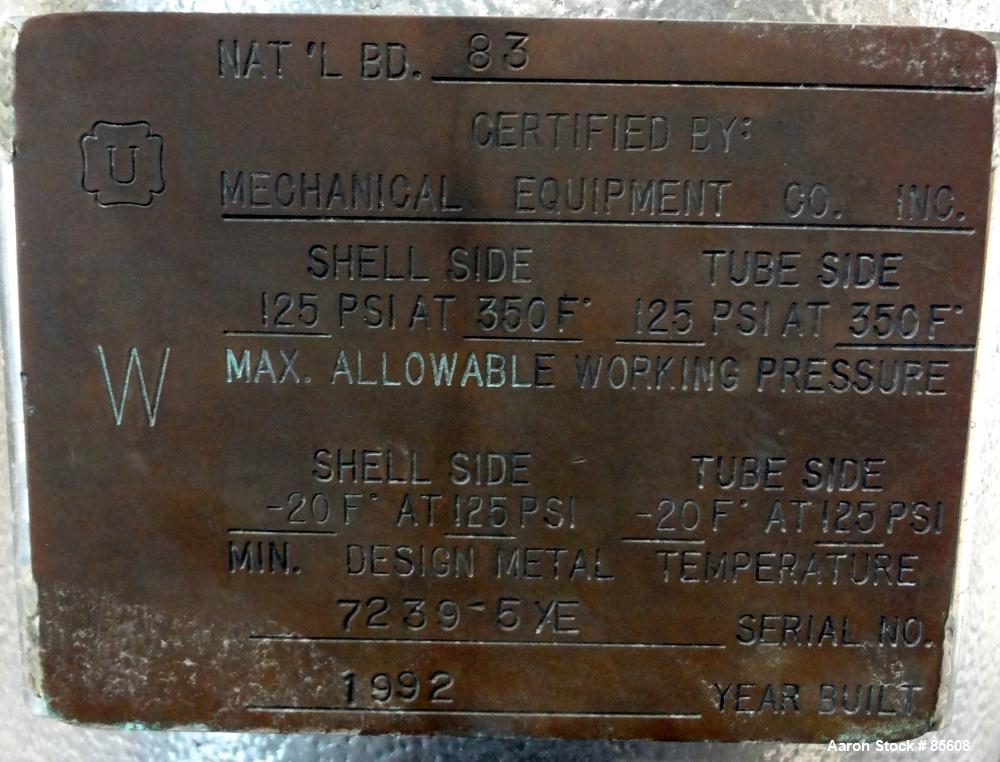 NAT'L BD. 83
U
CERTIFIED BY:
MECHANICAL EQUIPMENT CO. INC.
SHELL SIDE TUBE SIDE
125 PSI AT 350 F° 125 PSI AT 350 F°
W
MAX. ALLOWABLE WORKING PRESSURE
SHELL SIDE TUBE SIDE
-20 F° AT 125 PSI -20 F° AT 125 PSI
MIN. DESIGN METAL TEMPERATURE
7239-5 SERIAL NO.
1992 YEAR BUILT
Aaron Stock # 85608